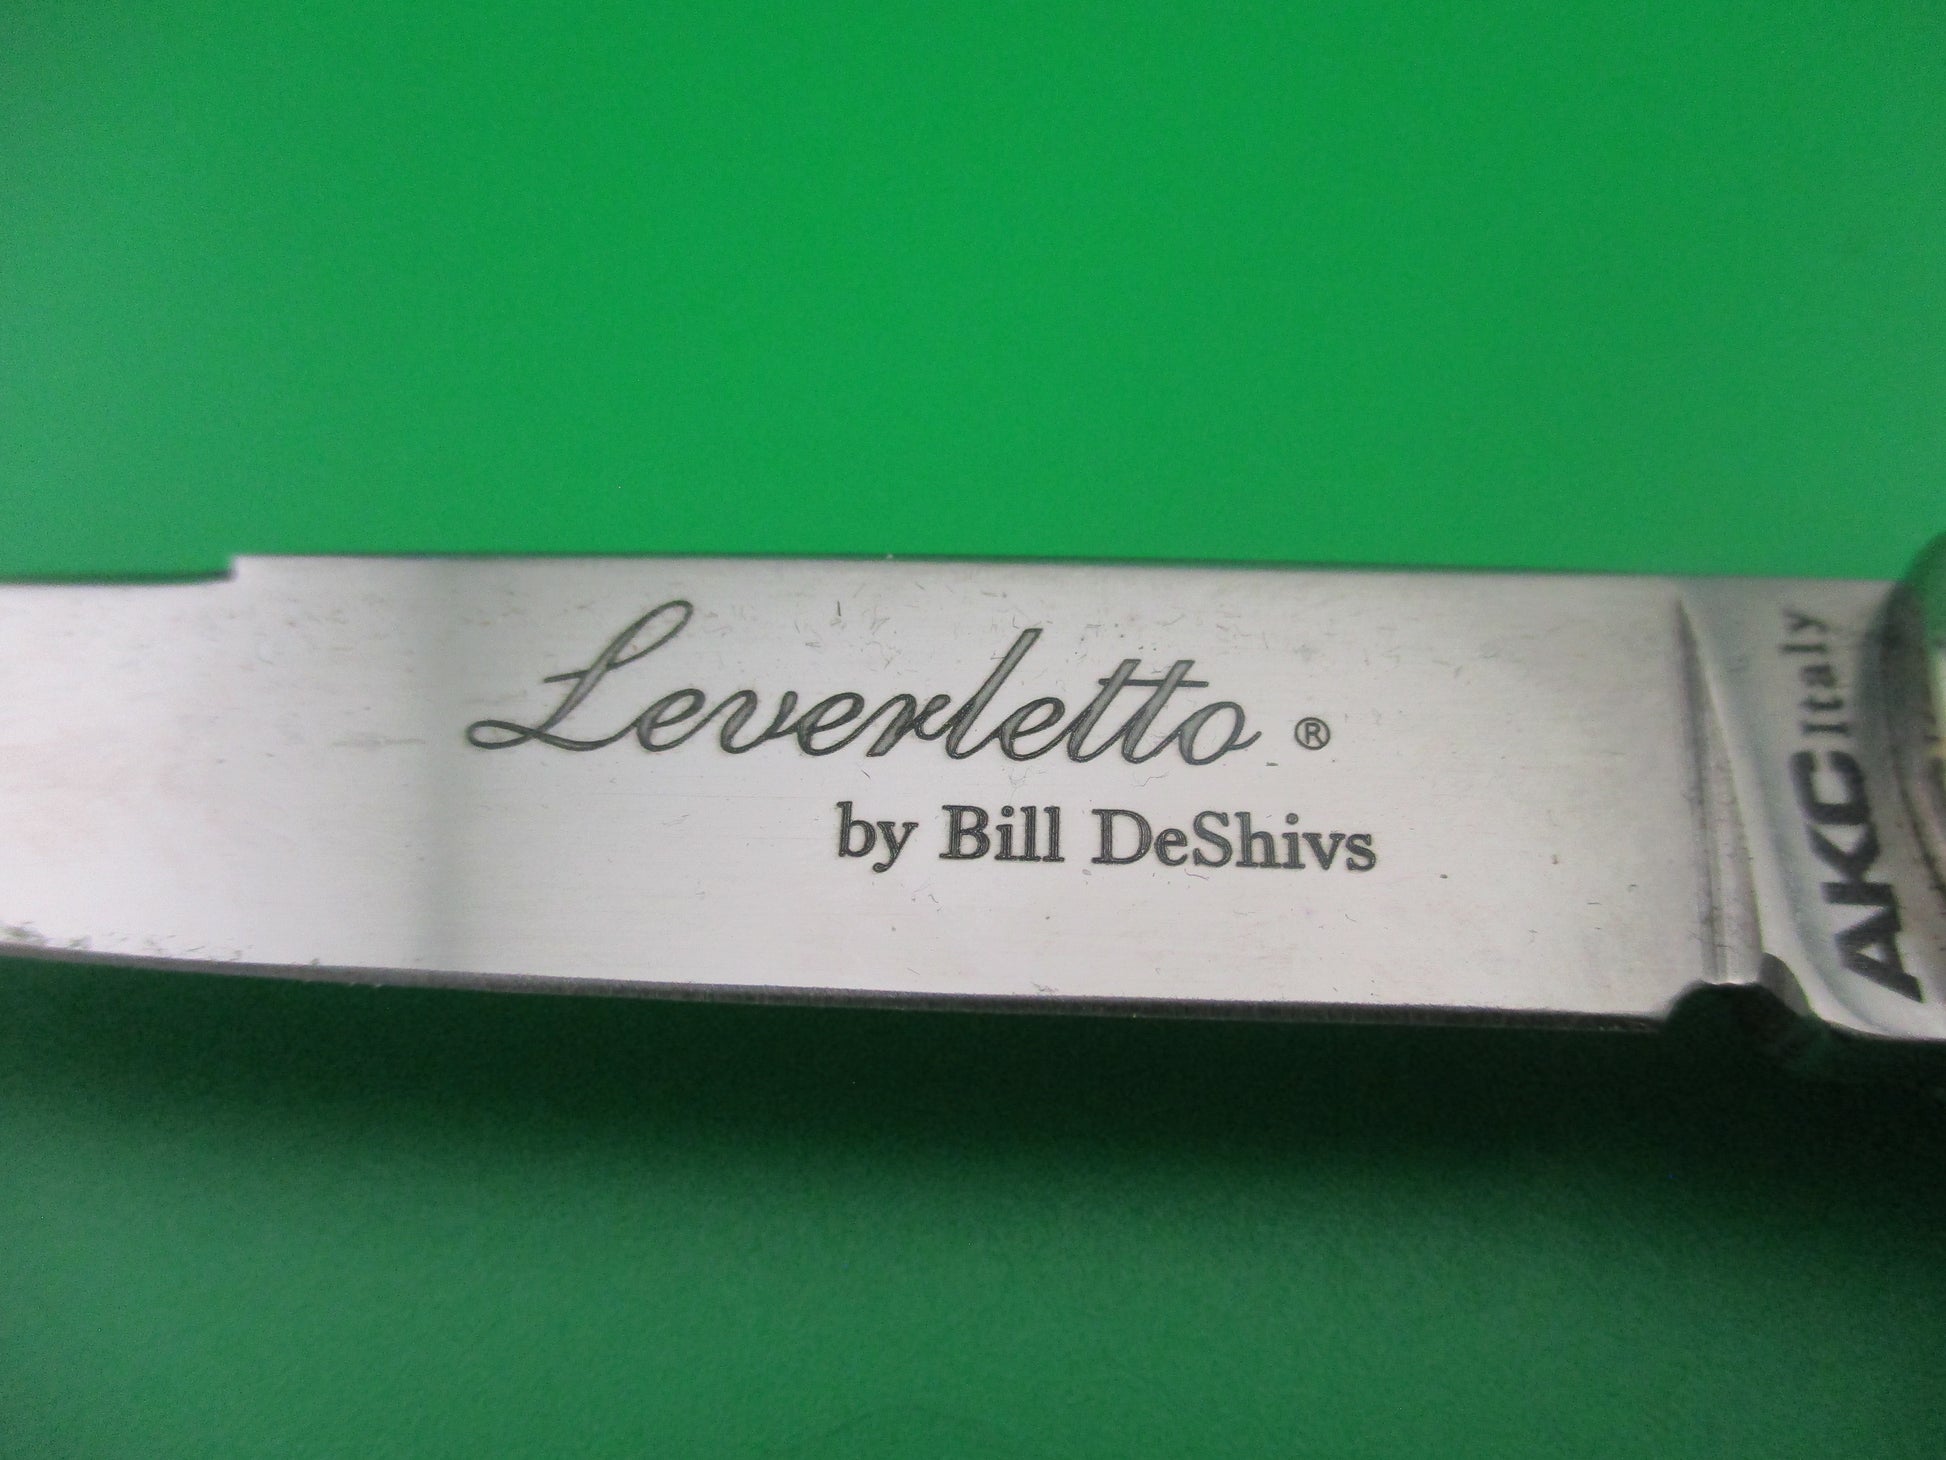 Leverletto ®
by Bill DeShivs
AKC Italy